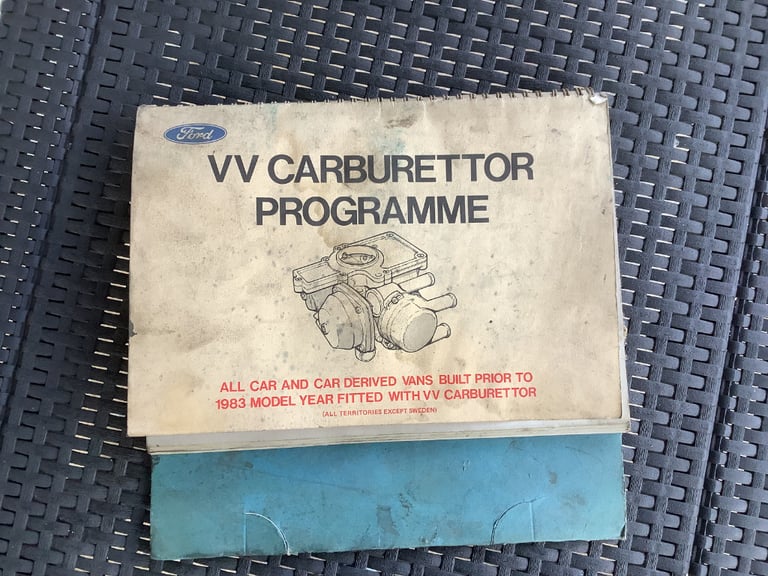 Ford
VV CARBURETTOR
PROGRAMME
ALL CAR AND CAR DERIVED VANS BUILT PRIOR TO
1983 MODEL YEAR FITTED WITH VV CARBURETTOR
(ALL TERRITORIES EXCEPT SWEDEN)